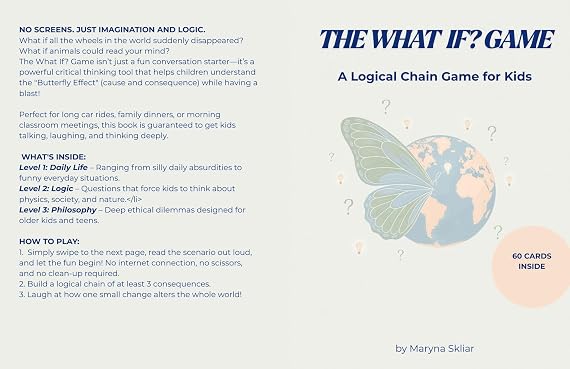 NO SCREENS. JUST IMAGINATION AND LOGIC.
What if all the wheels in the world suddenly disappeared?
What if animals could read your mind?
The What If? Game isn't just a fun conversation starter—it's a
powerful critical thinking tool that helps children understand
the "Butterfly Effect" (cause and consequence) while having a
blast!
Perfect for long car rides, family dinners, or morning
classroom meetings, this book is guaranteed to get kids
talking, laughing, and thinking deeply.
WHAT'S INSIDE:
Level 1: Daily Life – Ranging from silly daily absurdities to
funny everyday situations.
Level 2: Logic – Questions that force kids to think about
physics, society, and nature.</li>
Level 3: Philosophy – Deep ethical dilemmas designed for
older kids and teens.
HOW TO PLAY:
1. Simply swipe to the next page, read the scenario out loud,
and let the fun begin! No internet connection, no scissors,
and no clean-up required.
2. Build a logical chain of at least 3 consequences.
3. Laugh at how one small change alters the whole world!
THE WHAT IF? GAME
A Logical Chain Game for Kids
? ? ? ? ? ?
60 CARDS
INSIDE
by Maryna Skliar